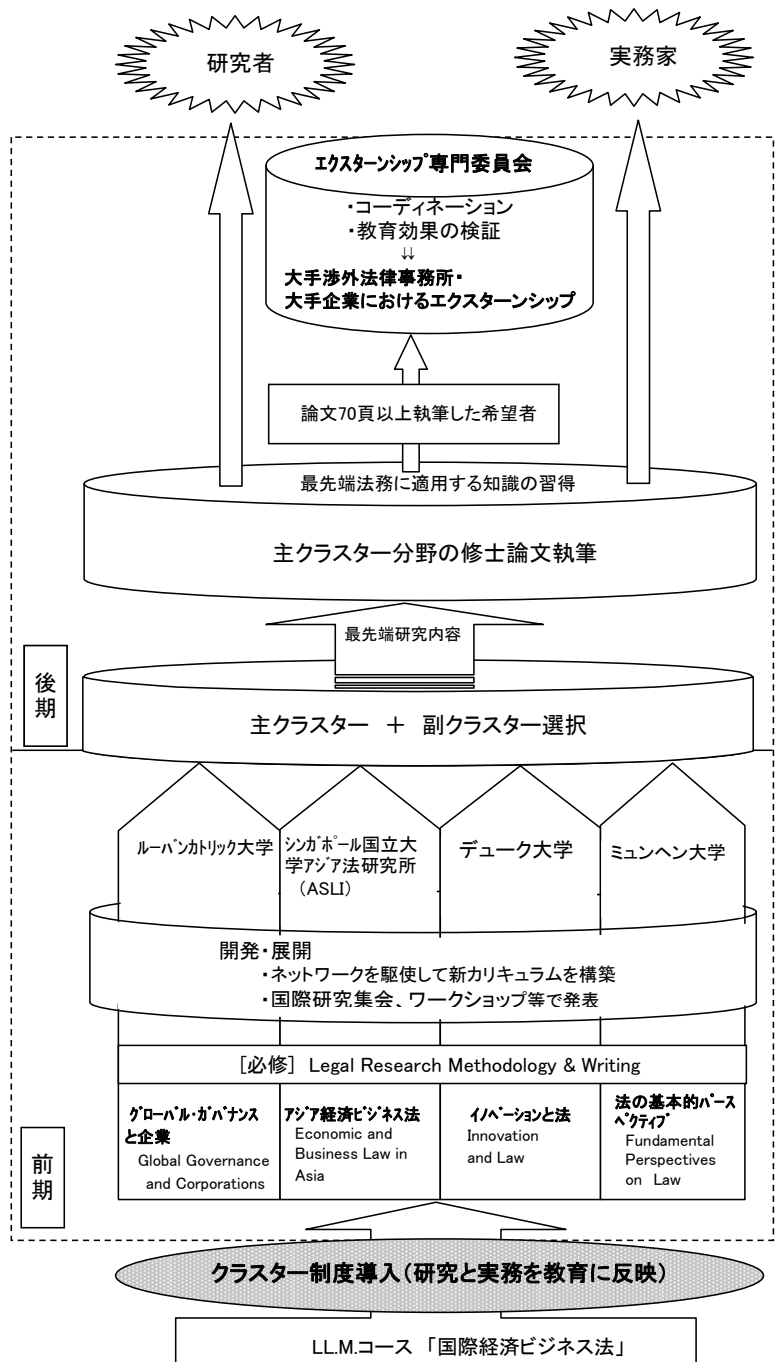 研究者
実務家
エクスターンシップ専門委員会
・コーディネーション
・教育効果の検証
↓↓
大手渉外法律事務所・
大手企業におけるエクスターンシップ
論文70頁以上執筆した希望者
最先端法務に適用する知識の習得
主クラスター分野の修士論文執筆
最先端研究内容
後期
主クラスター ＋ 副クラスター選択
ルーバンカトリック大学
シンガポール国立大
学アジア法研究所
(ASLI)
デューク大学
ミュンヘン大学
開発・展開
・ネットワークを駆使して新カリキュラムを構築
・国際研究集会、ワークショップ等で発表
[必修] Legal Research Methodology & Writing
グローバル・ガバナンス
と企業
Global Governance
and Corporations
アジア経済ビジネス法
Economic and
Business Law in
Asia
イノベーションと法
Innovation
and Law
法の基本的パース
ペクティブ
Fundamental
Perspectives
on Law
前期
クラスター制度導入(研究と実務を教育に反映)
LL.M.コース 「国際経済ビジネス法」